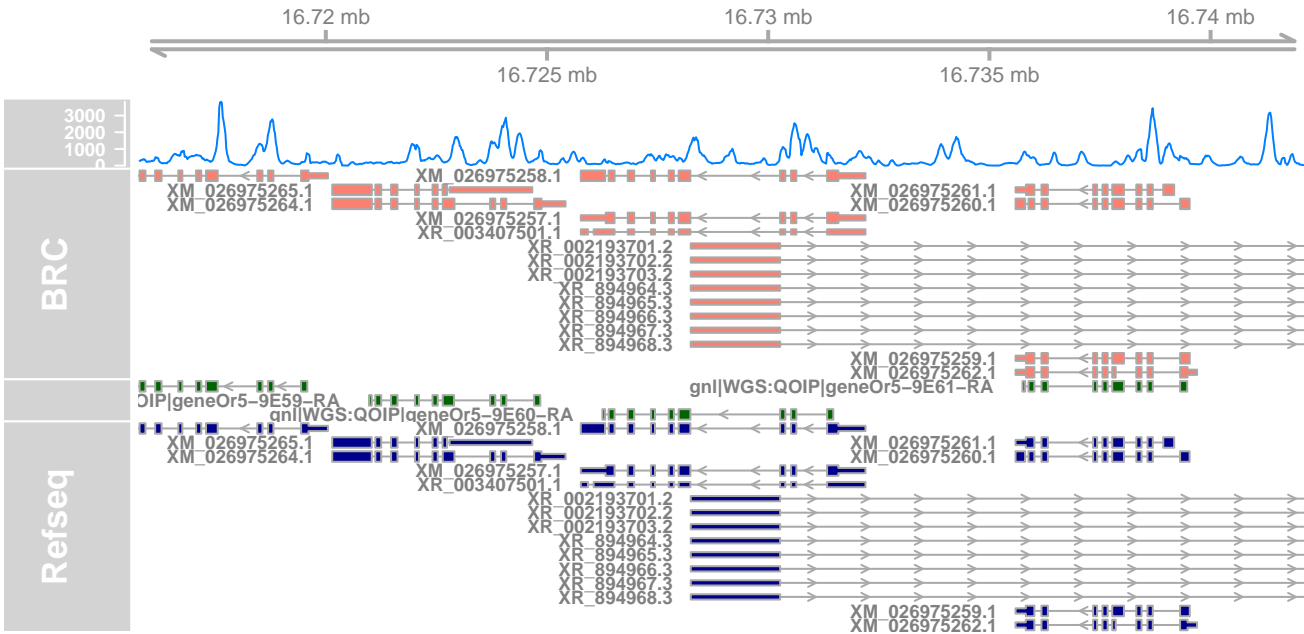 16.72 mb 16.73 mb 16.74 mb
16.725 mb 16.735 mb
3000
2000
1000
0
BRC
XM_026975258.1
XM_026975265.1 XM_026975261.1
XM_026975264.1 XM_026975260.1
XM_026975257.1
XR_003407501.1
XR_002193701.2
XR_002193702.2
XR_002193703.2
XR_894964.3
XR_894965.3
XR_894966.3
XR_894967.3
XR_894968.3
XM_026975259.1
XM_026975262.1
OIP|geneOr5−9E59−RA gnl|WGS:QOIP|geneOr5−9E61−RA
gnl|WGS:QOIP|geneOr5−9E60−RA
Refseq
XM_026975258.1
XM_026975265.1 XM_026975261.1
XM_026975264.1 XM_026975260.1
XM_026975257.1
XR_003407501.1
XR_002193701.2
XR_002193702.2
XR_002193703.2
XR_894964.3
XR_894965.3
XR_894966.3
XR_894967.3
XR_894968.3
XM_026975259.1
XM_026975262.1